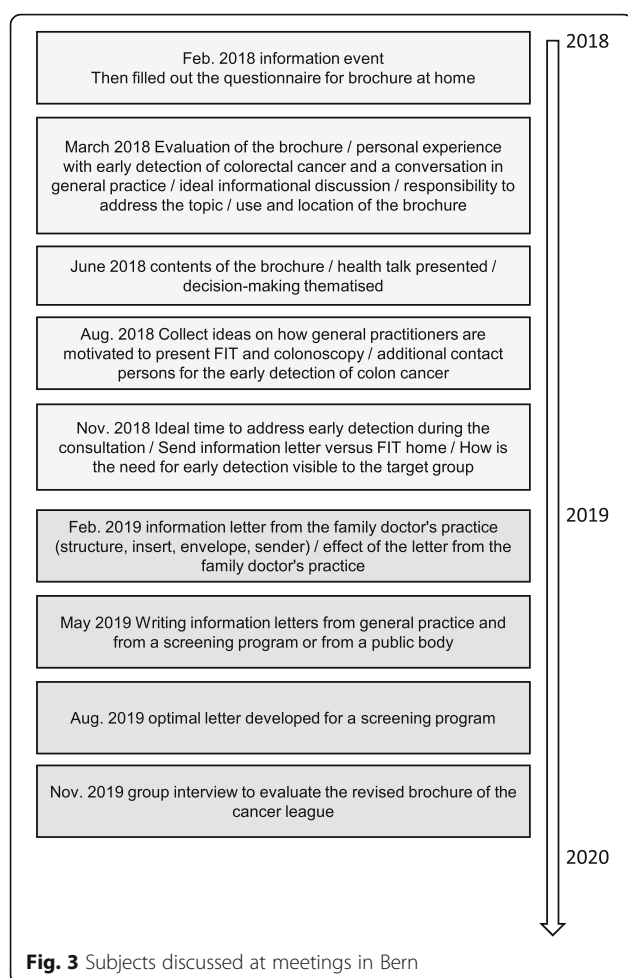 2018
Feb. 2018 information event
Then filled out the questionnaire for brochure at home
March 2018 Evaluation of the brochure / personal experience
with early detection of colorectal cancer and a conversation in
general practice / ideal informational discussion / responsibility to
address the topic / use and location of the brochure
June 2018 contents of the brochure / health talk presented /
decision-making thematised
Aug. 2018 Collect ideas on how general practitioners are
motivated to present FIT and colonoscopy / additional contact
persons for the early detection of colon cancer
Nov. 2018 Ideal time to address early detection during the
consultation / Send information letter versus FIT home / How is
the need for early detection visible to the target group
2019
Feb. 2019 information letter from the family doctor's practice
(structure, insert, envelope, sender) / effect of the letter from the
family doctor's practice
May 2019 Writing information letters from general practice and
from a screening program or from a public body
Aug. 2019 optimal letter developed for a screening program
Nov. 2019 group interview to evaluate the revised brochure of the
cancer league
2020
Fig. 3 Subjects discussed at meetings in Bern